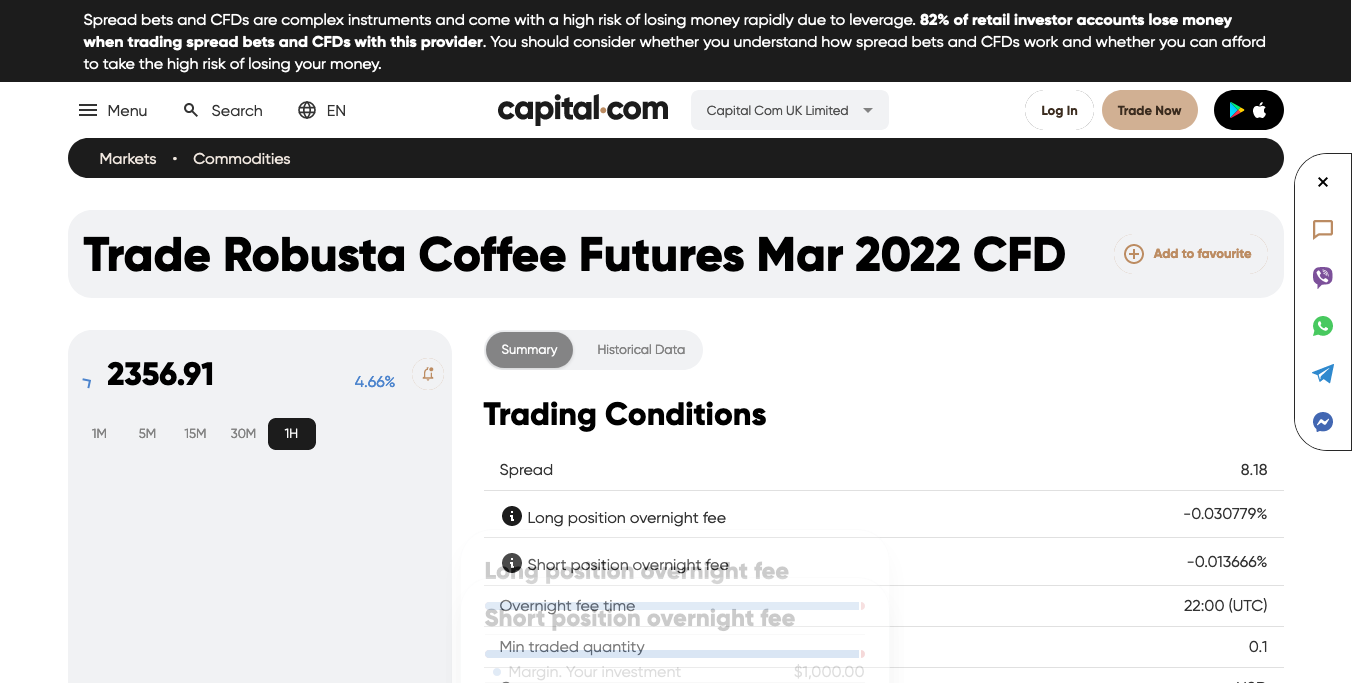 Spread bets and CFDs are complex instruments and come with a high risk of losing money rapidly due to leverage. 82% of retail investor accounts lose money
when trading spread bets and CFDs with this provider. You should consider whether you understand how spread bets and CFDs work and whether you can afford
to take the high risk of losing your money.
Menu Search EN capital.com Capital Com UK Limited Log In Trade Now
Markets • Commodities
Trade Robusta Coffee Futures Mar 2022 CFD Add to favourite
2356.91 4.66%
1M 5M 15M 30M 1H
Summary Historical Data
Trading Conditions
Spread 8.18
Long position overnight fee -0.030779%
Short position overnight fee -0.013666%
Long position overnight fee
Overnight fee time 22:00 (UTC)
Short position overnight fee
Min traded quantity 0.1
Margin. Your investment $1,000.00